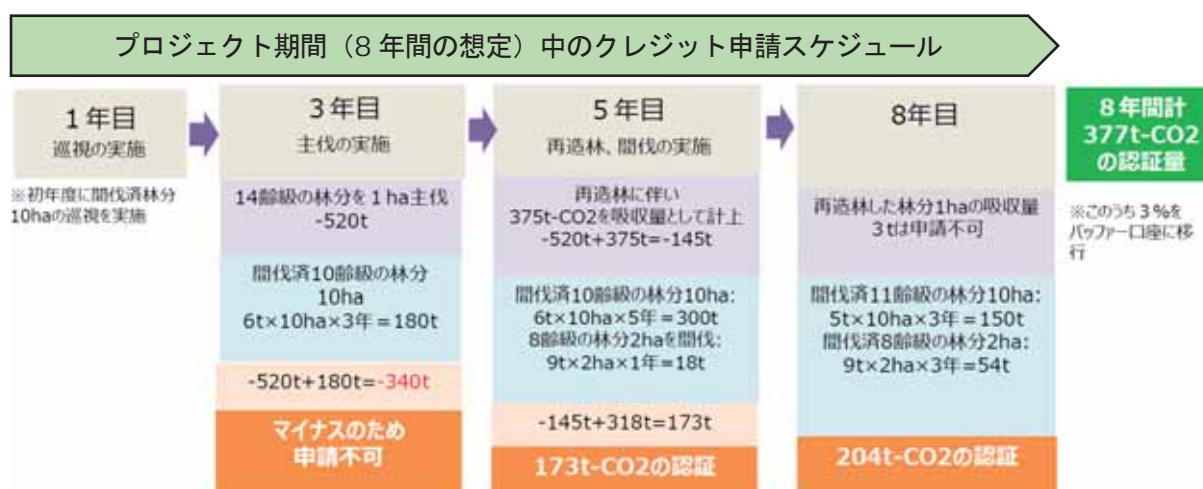 プロジェクト期間（8年間の想定）中のクレジット申請スケジュール
1年目
巡視の実施
※初年度に間伐済林分
10haの巡視を実施
3年目
主伐の実施
14齢級の林分を1ha主伐
-520t
間伐済10齢級の林分
10ha
6t×10ha×3年=180t
-520t+180t=-340t
マイナスのため
申請不可
5年目
再造林、間伐の実施
再造林に伴い
375t-CO2を吸収量として計上
-520t+375t=-145t
間伐済10齢級の林分10ha:
6t×10ha×5年=300t
8齢級の林分2haを間伐:
9t×2ha×1年=18t
-145t+318t=173t
173t-CO2の認証
8年目
再造林した林分1haの吸収量
3tは申請不可
間伐済11齢級の林分10ha:
5t×10ha×3年=150t
間伐済8齢級の林分2ha:
9t×2ha×3年=54t
204t-CO2の認証
8年間計
377t-CO2
の認証量
※このうち3%を
バッファー口座に移
行